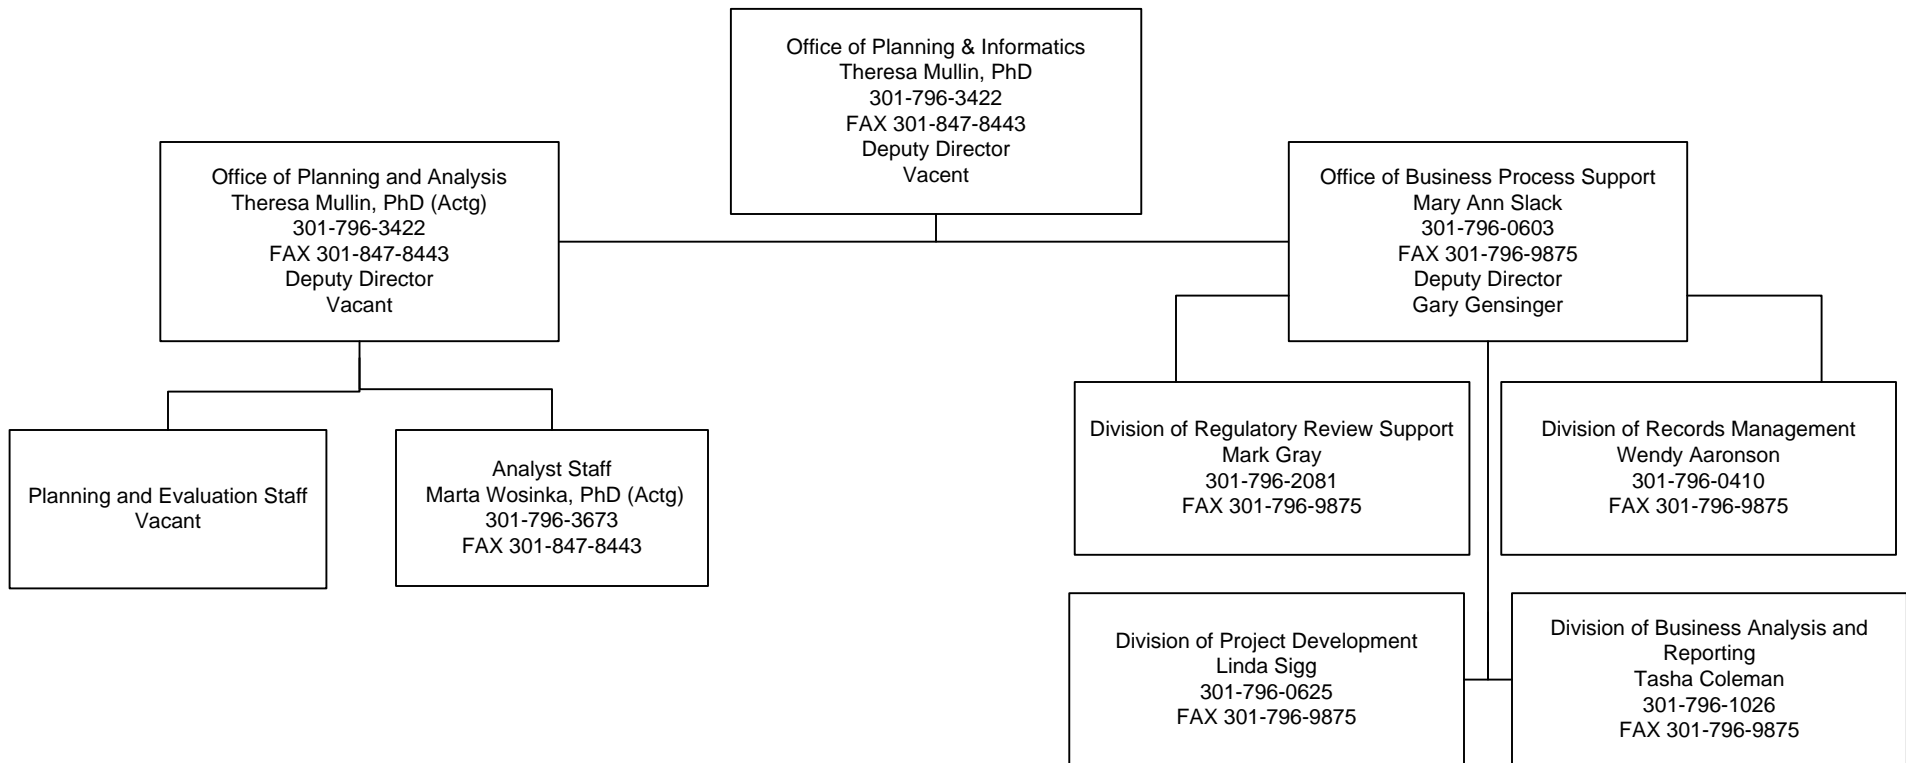 Office of Planning & Informatics
Theresa Mullin, PhD
301-796-3422
FAX 301-847-8443
Deputy Director
Vacent
Office of Planning and Analysis
Theresa Mullin, PhD (Actg)
301-796-3422
FAX 301-847-8443
Deputy Director
Vacant
Office of Business Process Support
Mary Ann Slack
301-796-0603
FAX 301-796-9875
Deputy Director
Gary Gensinger
Planning and Evaluation Staff
Vacant
Analyst Staff
Marta Wosinka, PhD (Actg)
301-796-3673
FAX 301-847-8443
Division of Regulatory Review Support
Mark Gray
301-796-2081
FAX 301-796-9875
Division of Records Management
Wendy Aaronson
301-796-0410
FAX 301-796-9875
Division of Project Development
Linda Sigg
301-796-0625
FAX 301-796-9875
Division of Business Analysis and
Reporting
Tasha Coleman
301-796-1026
FAX 301-796-9875